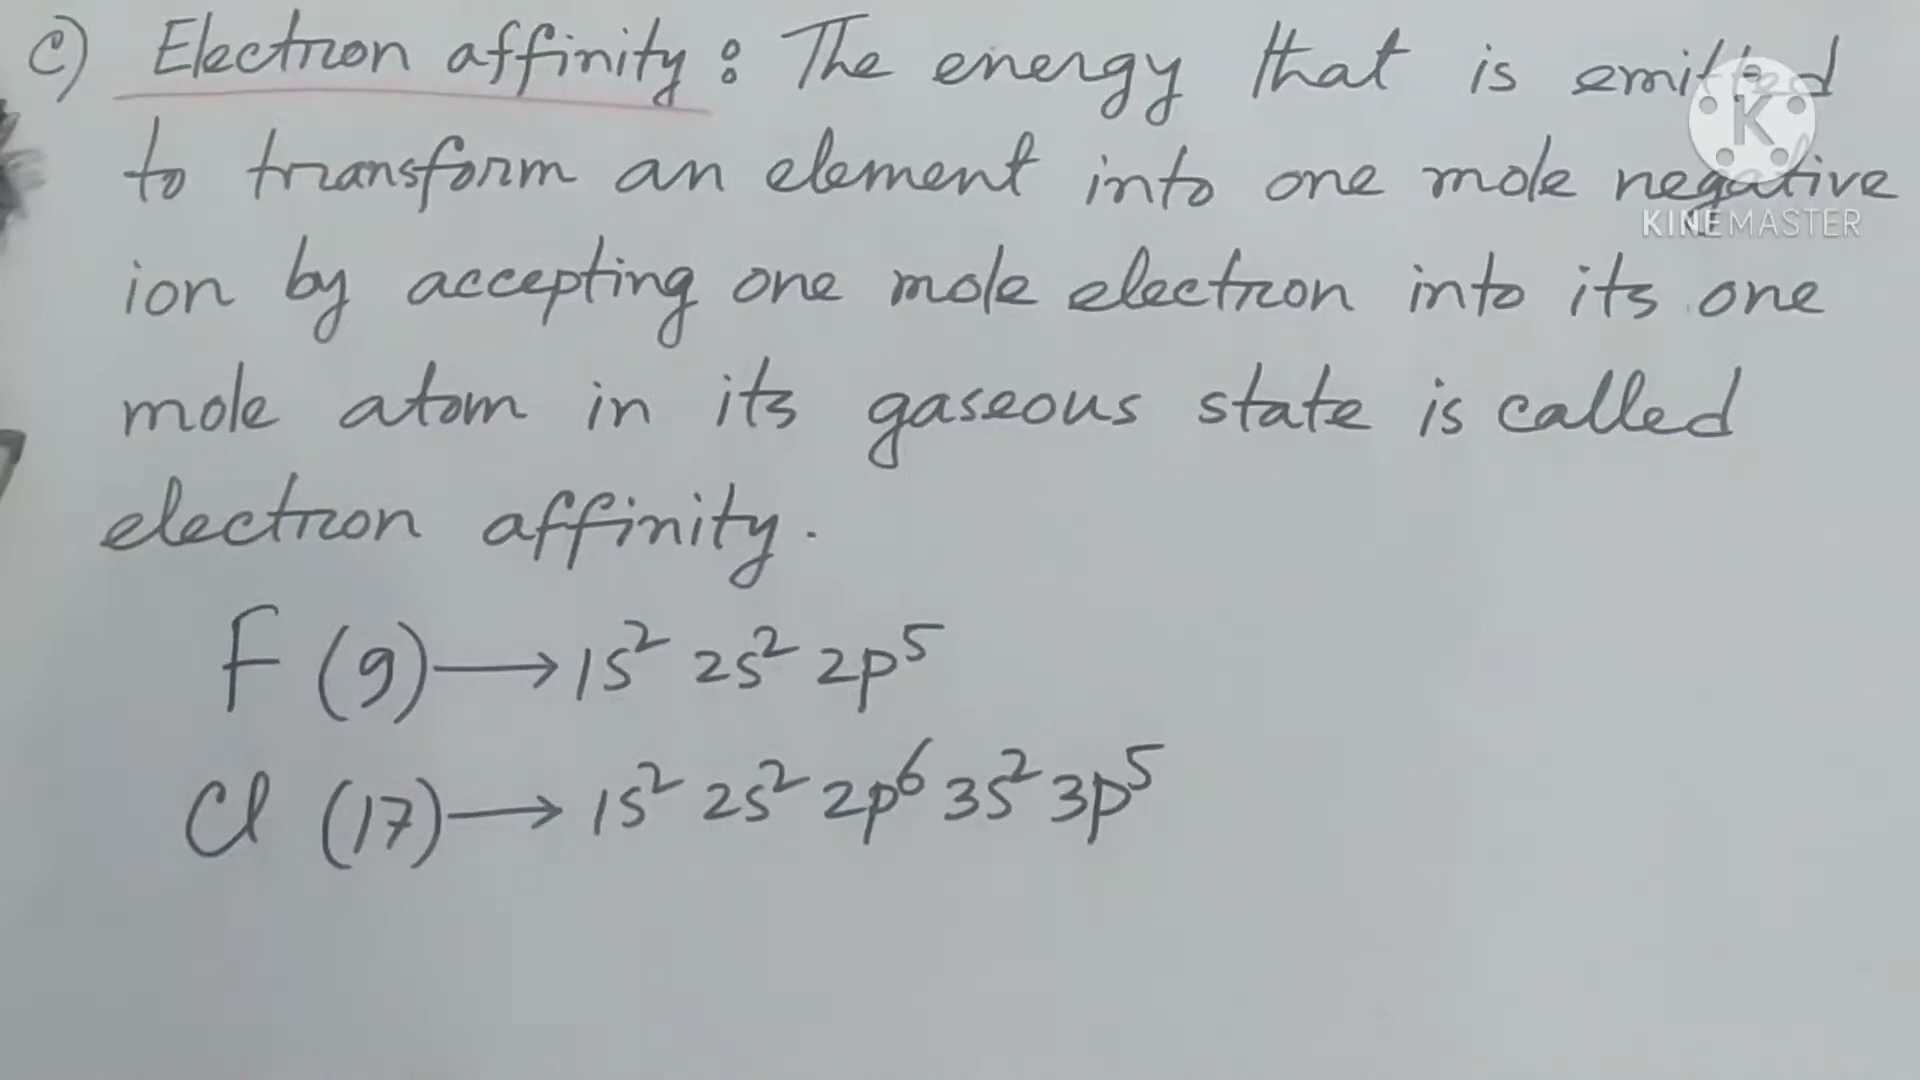 c) Electron affinity : The energy that is emitted
to transform an element into one mole negative
KINEMASTER
ion by accepting one mole electron into its one
mole atom in its gaseous state is called
electron affinity.
F (9) → 1s² 2s² 2p⁵
Cl (17) → 1s² 2s² 2p⁶ 3s² 3p⁵